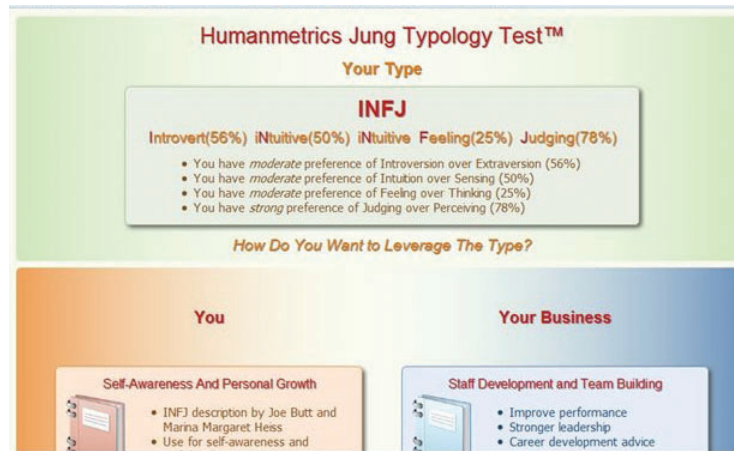 Humanmetrics Jung Typology Test™
Your Type
INFJ
Introvert(56%) iNtuitive(50%) iNtuitive Feeling(25%) Judging(78%)
• You have moderate preference of Introversion over Extraversion (56%)
• You have moderate preference of Intuition over Sensing (50%)
• You have moderate preference of Feeling over Thinking (25%)
• You have strong preference of Judging over Perceiving (78%)
How Do You Want to Leverage The Type?
You
Self-Awareness And Personal Growth
• INFJ description by Joe Butt and
Marina Margaret Heiss
• Use for self-awareness and
Your Business
Staff Development and Team Building
• Improve performance
• Stronger leadership
• Career development advice